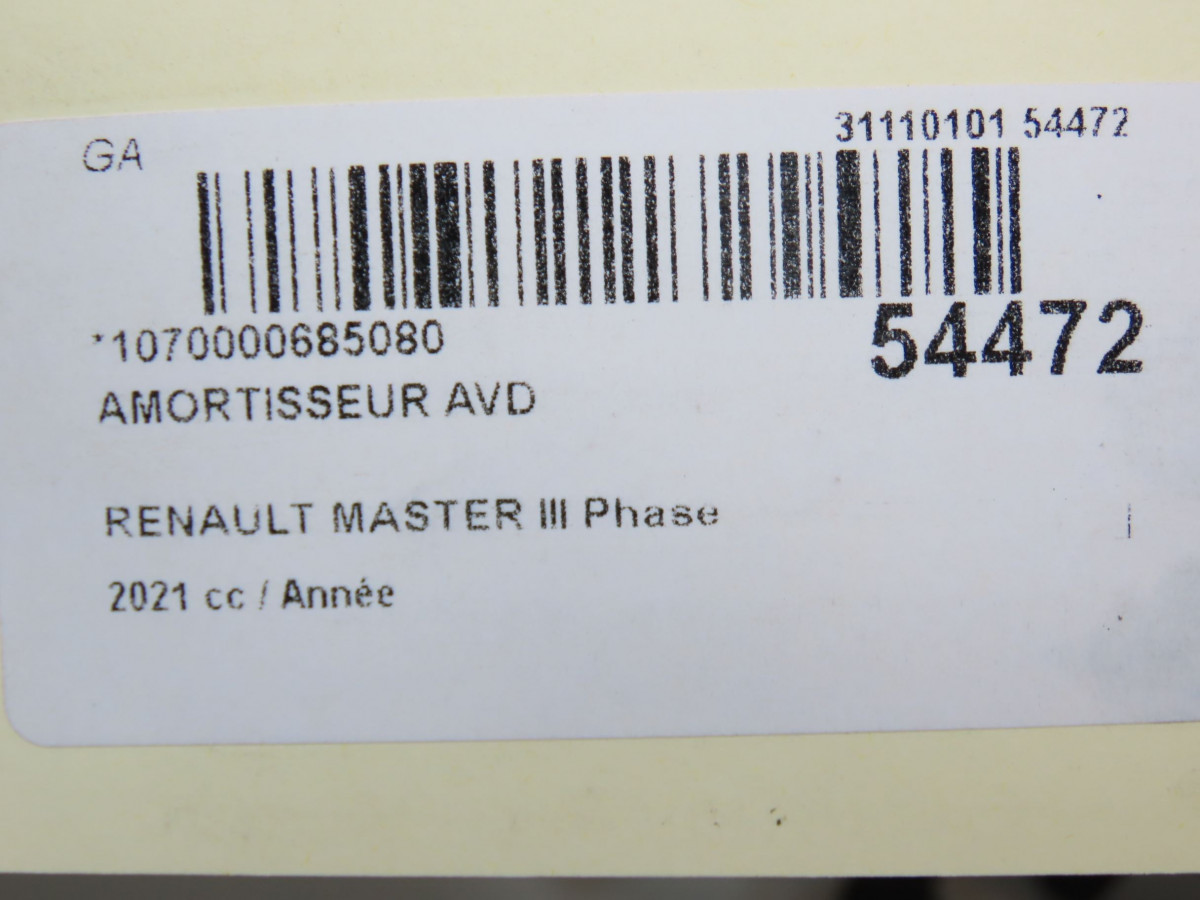 GA
31110101 54472
*1070000685080
54472
AMORTISSEUR AVD
RENAULT MASTER III Phase
2021 cc / Année